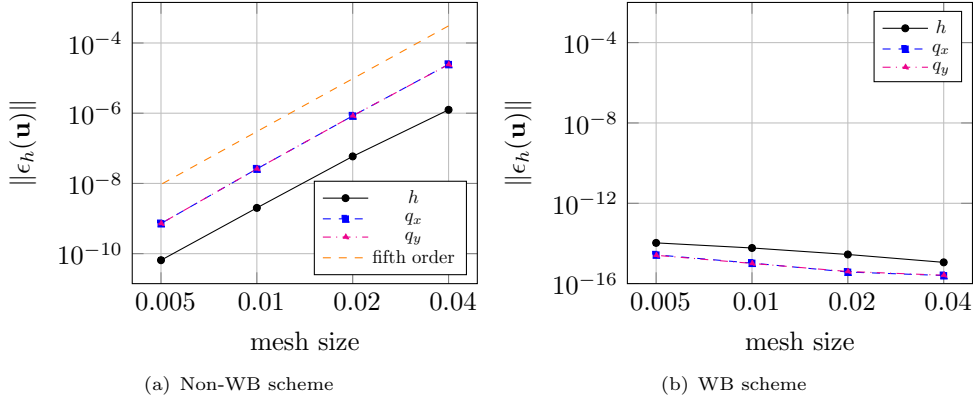 10^{-4}
10^{-6}
10^{-8}
10^{-10}
‖ϵ_h(𝐮)‖
h
q_x
q_y
fifth order
0.005 0.01 0.02 0.04
mesh size
(a) Non-WB scheme
10^{-4}
10^{-8}
10^{-12}
10^{-16}
‖ϵ_h(𝐮)‖
h
q_x
q_y
0.005 0.01 0.02 0.04
mesh size
(b) WB scheme